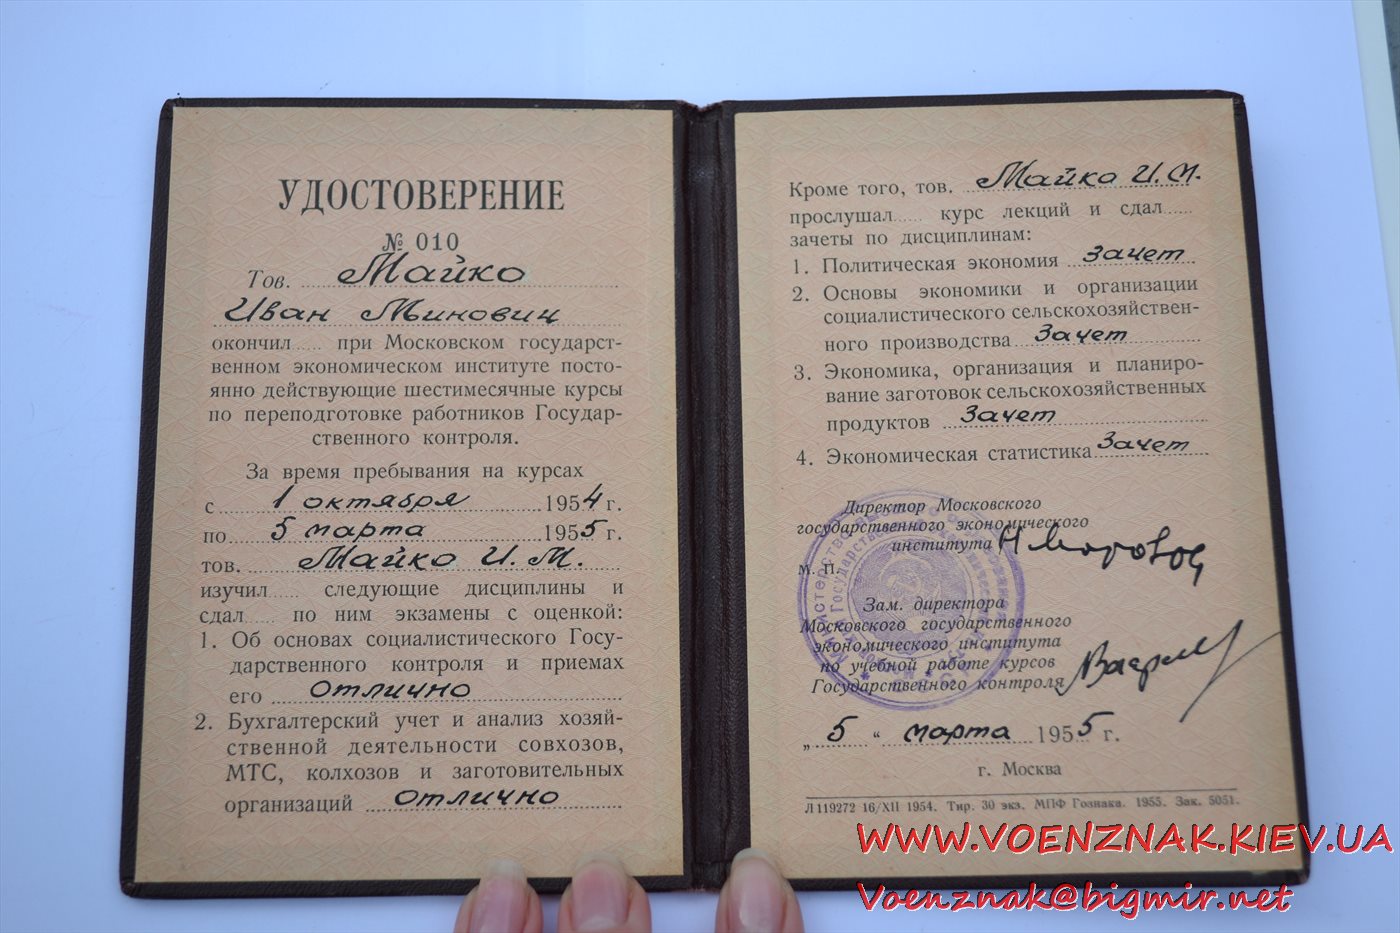 УДОСТОВЕРЕНИЕ
№ 010
Тов. Майко
Иван Минович
окончил...... при Московском государст-
венном экономическом институте посто-
янно действующие шестимесячные курсы
по переподготовке работников Государ-
ственного контроля.
За время пребывания на курсах
с 1 октября 1954 г.
по 5 марта 1955 г.
тов. Майко И. М.
изучил...... следующие дисциплины и
сдал...... по ним экзамены с оценкой:
1. Об основах социалистического Госу-
дарственного контроля и приемах
его отлично
2. Бухгалтерский учет и анализ хозяй-
ственной деятельности совхозов,
МТС, колхозов и заготовительных
организаций отлично
Кроме того, тов. Майко И. М.
прослушал...... курс лекций и сдал......
зачеты по дисциплинам:
1. Политическая экономия зачет
2. Основы экономики и организации
социалистического сельскохозяйствен-
ного производства Зачет
3. Экономика, организация и планиро-
вание заготовок сельскохозяйственных
продуктов Зачет
4. Экономическая статистика Зачет
Директор Московского
государственного экономического
института
М. П.
Зам. директора
Московского государственного
экономического института
по учебной работе курсов
Государственного контроля
„5“ марта 1955 г.
г. Москва
Л 119272 16/XII 1954. Тир. 30 экз. МПФ Гознака. 1955. Зак. 5051.
WWW.VOENZNAK.KIEV.UA
Voenznak@bigmir.net